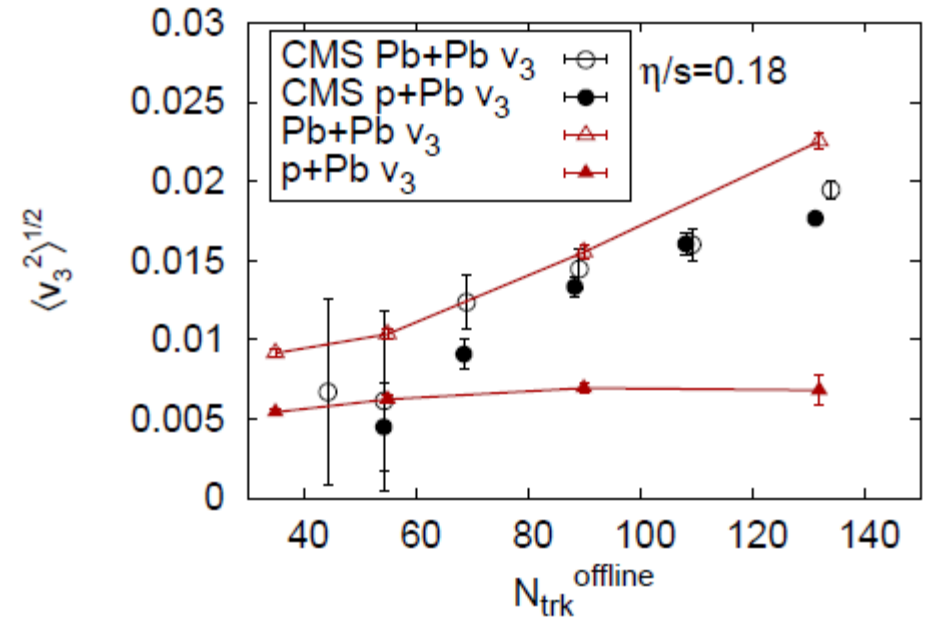 0.03
0.025
0.02
0.015
0.01
0.005
0
⟨v₃²⟩^1/2
CMS Pb+Pb v₃
CMS p+Pb v₃
Pb+Pb v₃
p+Pb v₃
η/s=0.18
40 60 80 100 120 140
N_trk^offline